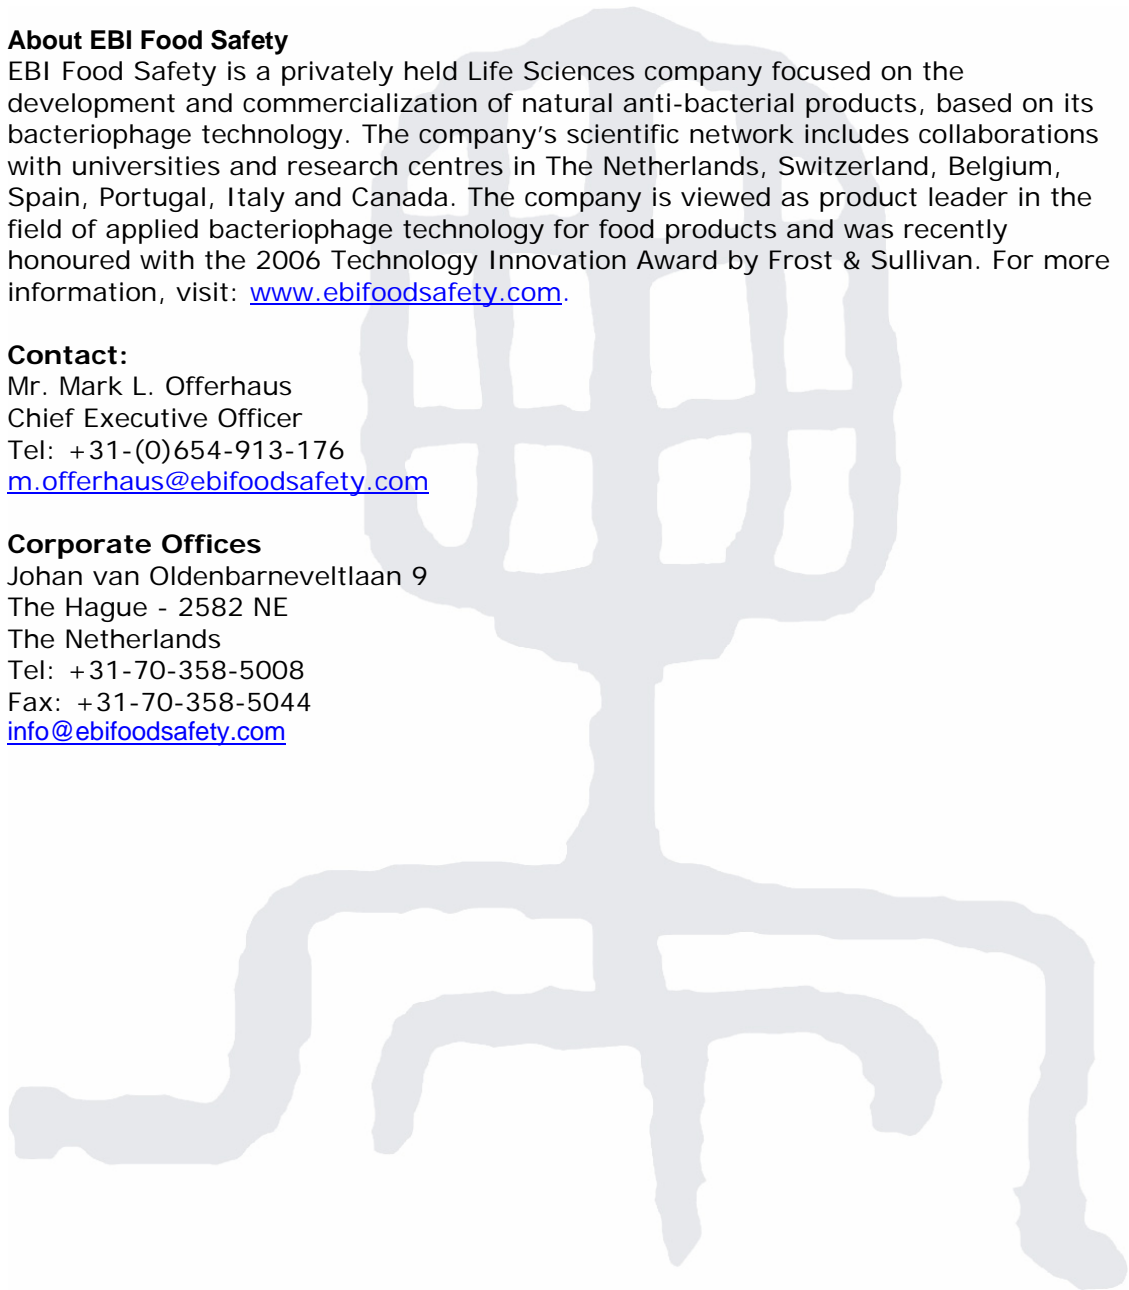 About EBI Food Safety
EBI Food Safety is a privately held Life Sciences company focused on the
development and commercialization of natural anti-bacterial products, based on its
bacteriophage technology. The company’s scientific network includes collaborations
with universities and research centres in The Netherlands, Switzerland, Belgium,
Spain, Portugal, Italy and Canada. The company is viewed as product leader in the
field of applied bacteriophage technology for food products and was recently
honoured with the 2006 Technology Innovation Award by Frost & Sullivan. For more
information, visit: www.ebifoodsafety.com.
Contact:
Mr. Mark L. Offerhaus
Chief Executive Officer
Tel: +31-(0)654-913-176
m.offerhaus@ebifoodsafety.com
Corporate Offices
Johan van Oldenbarneveltlaan 9
The Hague - 2582 NE
The Netherlands
Tel: +31-70-358-5008
Fax: +31-70-358-5044
info@ebifoodsafety.com